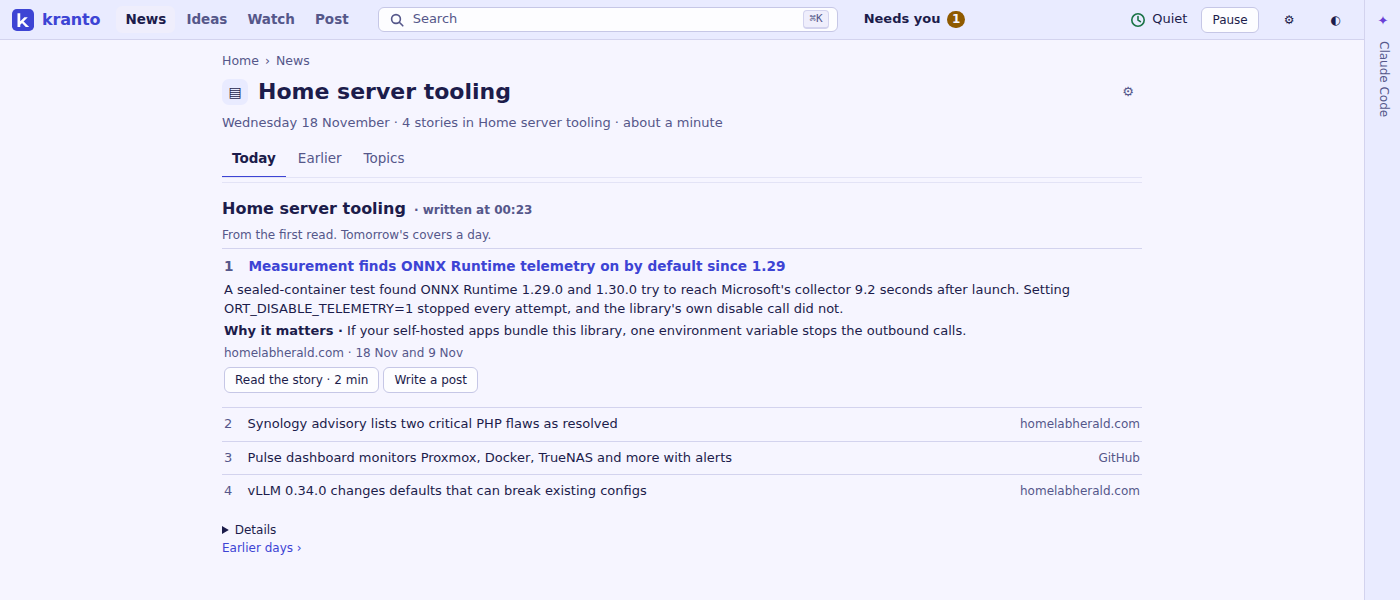 kranto News Ideas Watch Post Search ⌘K Needs you 1 Quiet Pause
Claude Code
Home › News
Home server tooling
Wednesday 18 November · 4 stories in Home server tooling · about a minute
Today Earlier Topics
Home server tooling · written at 00:23
From the first read. Tomorrow's covers a day.
1 Measurement finds ONNX Runtime telemetry on by default since 1.29
A sealed-container test found ONNX Runtime 1.29.0 and 1.30.0 try to reach Microsoft's collector 9.2 seconds after launch. Setting
ORT_DISABLE_TELEMETRY=1 stopped every attempt, and the library's own disable call did not.
Why it matters · If your self-hosted apps bundle this library, one environment variable stops the outbound calls.
homelabherald.com · 18 Nov and 9 Nov
Read the story · 2 min Write a post
2 Synology advisory lists two critical PHP flaws as resolved homelabherald.com
3 Pulse dashboard monitors Proxmox, Docker, TrueNAS and more with alerts GitHub
4 vLLM 0.34.0 changes defaults that can break existing configs homelabherald.com
Details
Earlier days ›